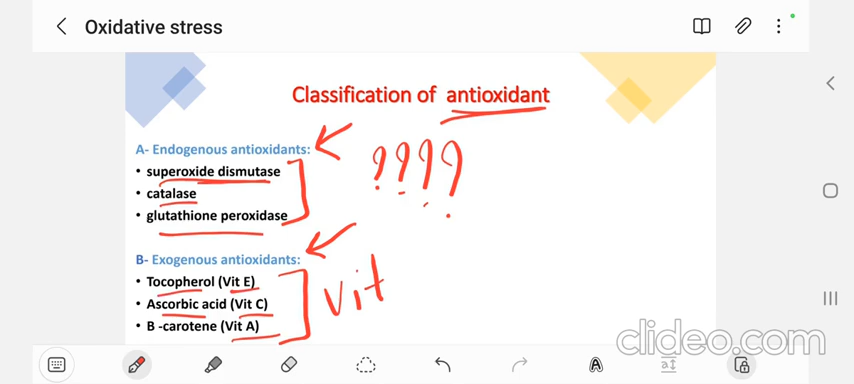 Oxidative stress
Classification of antioxidant
A- Endogenous antioxidants:
• superoxide dismutase
????
• catalase
• glutathione peroxidase
B- Exogenous antioxidants:
• Tocopherol (Vit E)
• Ascorbic acid (Vit C)
vit
• B -carotene (Vit A)
clideo.com
A
a